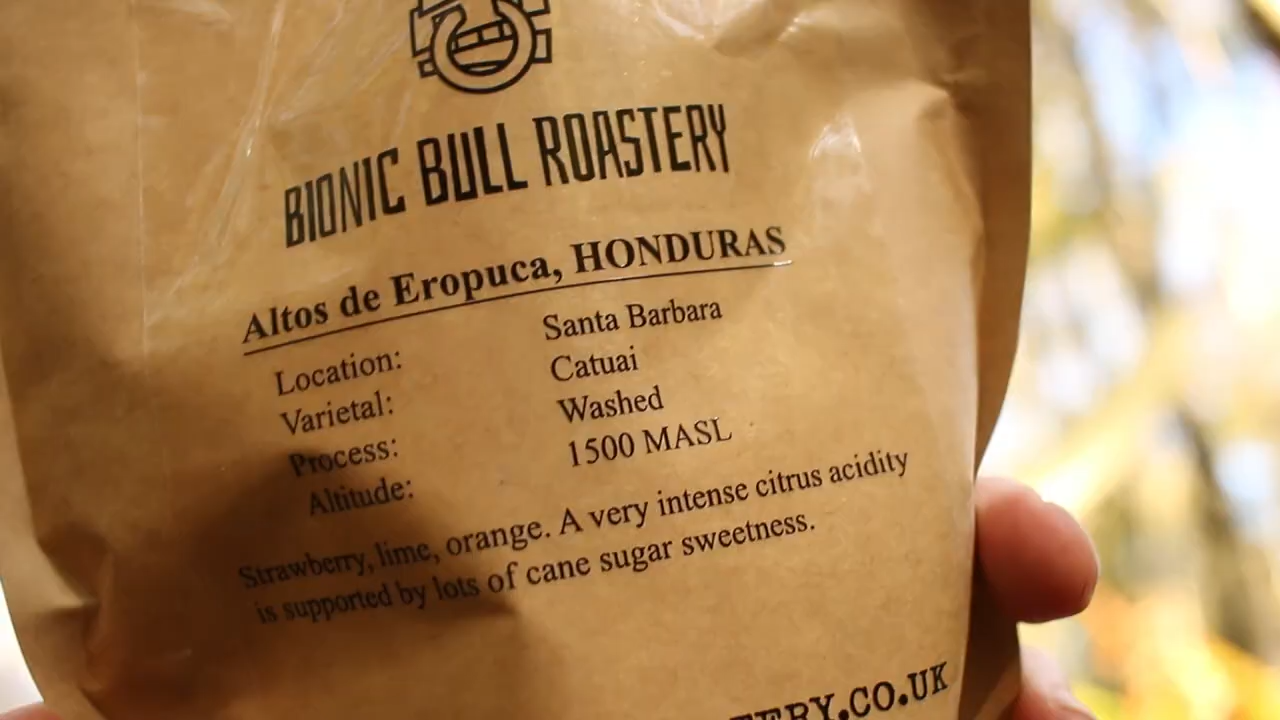 BIONIC BULL ROASTERY
Altos de Eropuca, HONDURAS
Location: Santa Barbara
Varietal: Catuai
Process: Washed
Altitude: 1500 MASL
Strawberry, lime, orange. A very intense citrus acidity
is supported by lots of cane sugar sweetness.
TERY.CO.UK